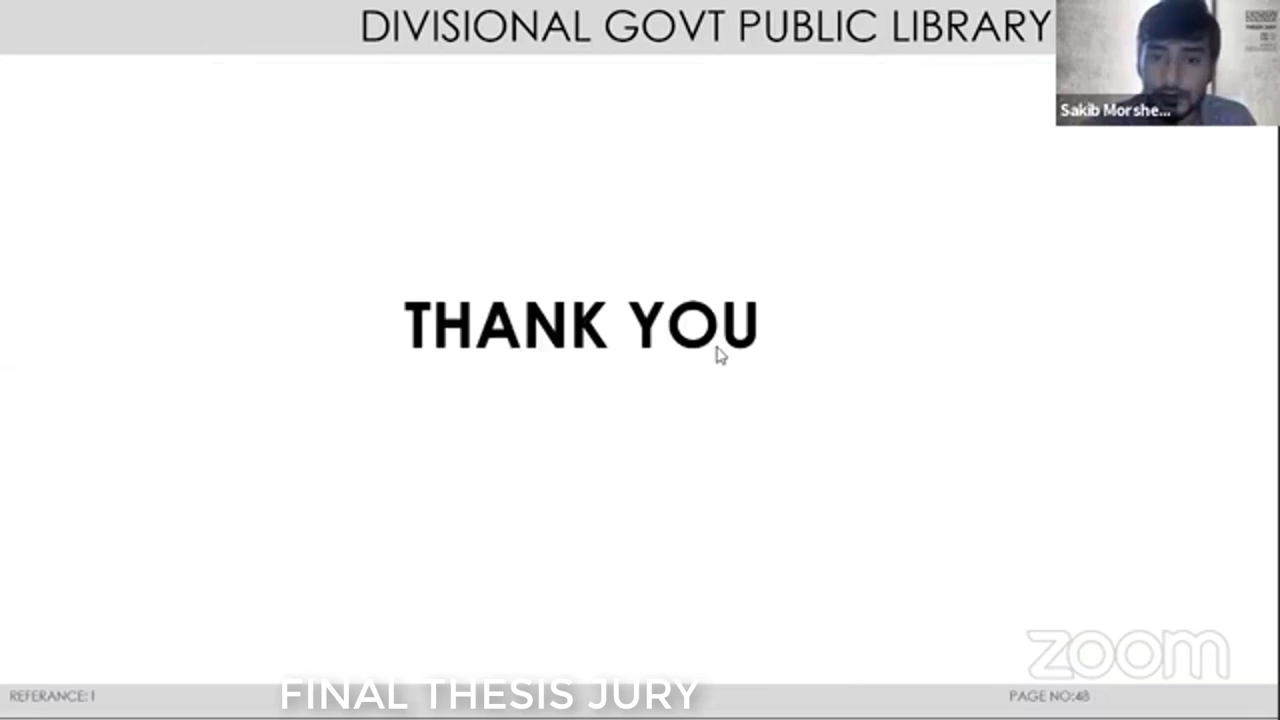 DIVISIONAL GOVT PUBLIC LIBRARY
Sakib Morshe...
THANK YOU
zoom
REFERANCE:
FINAL THESIS JURY
PAGE NO:48